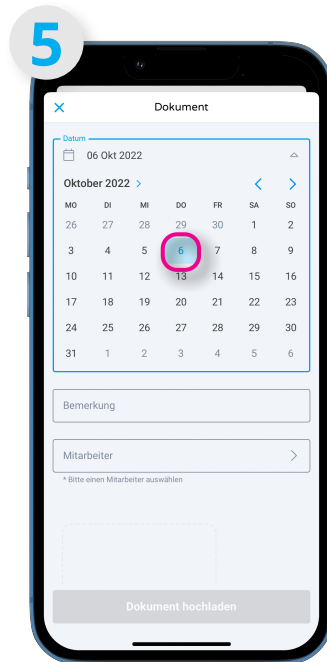 5
Dokument
Datum
06 Okt 2022
Oktober 2022
MO DI MI DO FR SA SO
26 27 28 29 30 1 2
3 4 5 6 7 8 9
10 11 12 13 14 15 16
17 18 19 20 21 22 23
24 25 26 27 28 29 30
31 1 2 3 4 5 6
Bemerkung
Mitarbeiter
* Bitte einen Mitarbeiter auswählen
Dokument hochladen